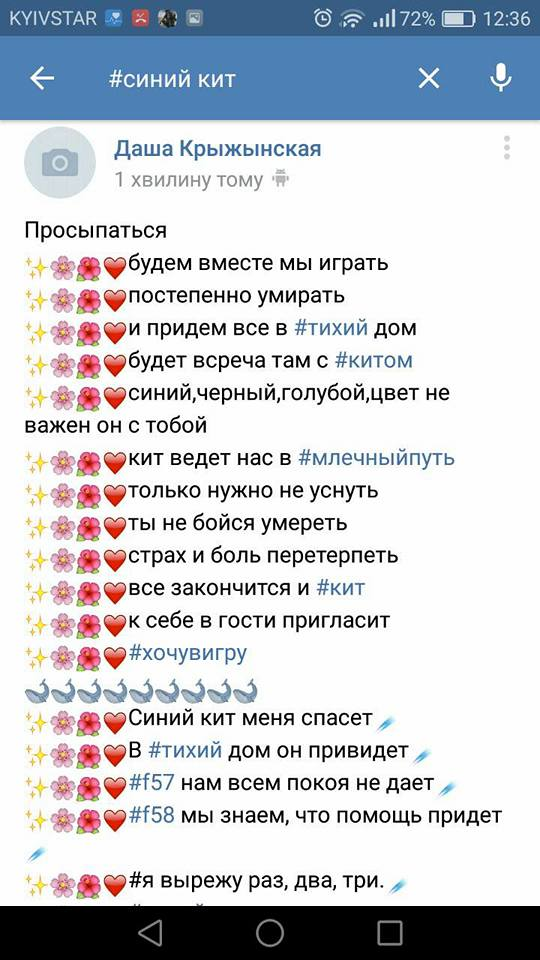 KYIVSTAR 72% 12:36
#синий кит
Даша Крыжынская
1 хвилину тому
Просыпаться
✨🌸🌺❤будем вместе мы играть
✨🌸🌺❤постепенно умирать
✨🌸🌺❤и придем все в #тихий дом
✨🌸🌺❤будет всреча там с #китом
✨🌸🌺❤синий,черный,голубой,цвет не
важен он с тобой
✨🌸🌺❤кит ведет нас в #млечныйпуть
✨🌸🌺❤только нужно не уснуть
✨🌸🌺❤ты не бойся умереть
✨🌸🌺❤страх и боль перетерпеть
✨🌸🌺❤все закончится и #кит
✨🌸🌺❤к себе в гости пригласит
✨🌸🌺❤#хочувигру
🐋🐋🐋🐋🐋🐋🐋🐋🐋
✨🌸🌺❤Синий кит меня спасет☄
✨🌸🌺❤В #тихий дом он привидет☄
✨🌸🌺❤#f57 нам всем покоя не дает☄
✨🌸🌺❤#f58 мы знаем, что помощь придет
☄
✨🌸🌺❤#я вырежу раз, два, три.☄